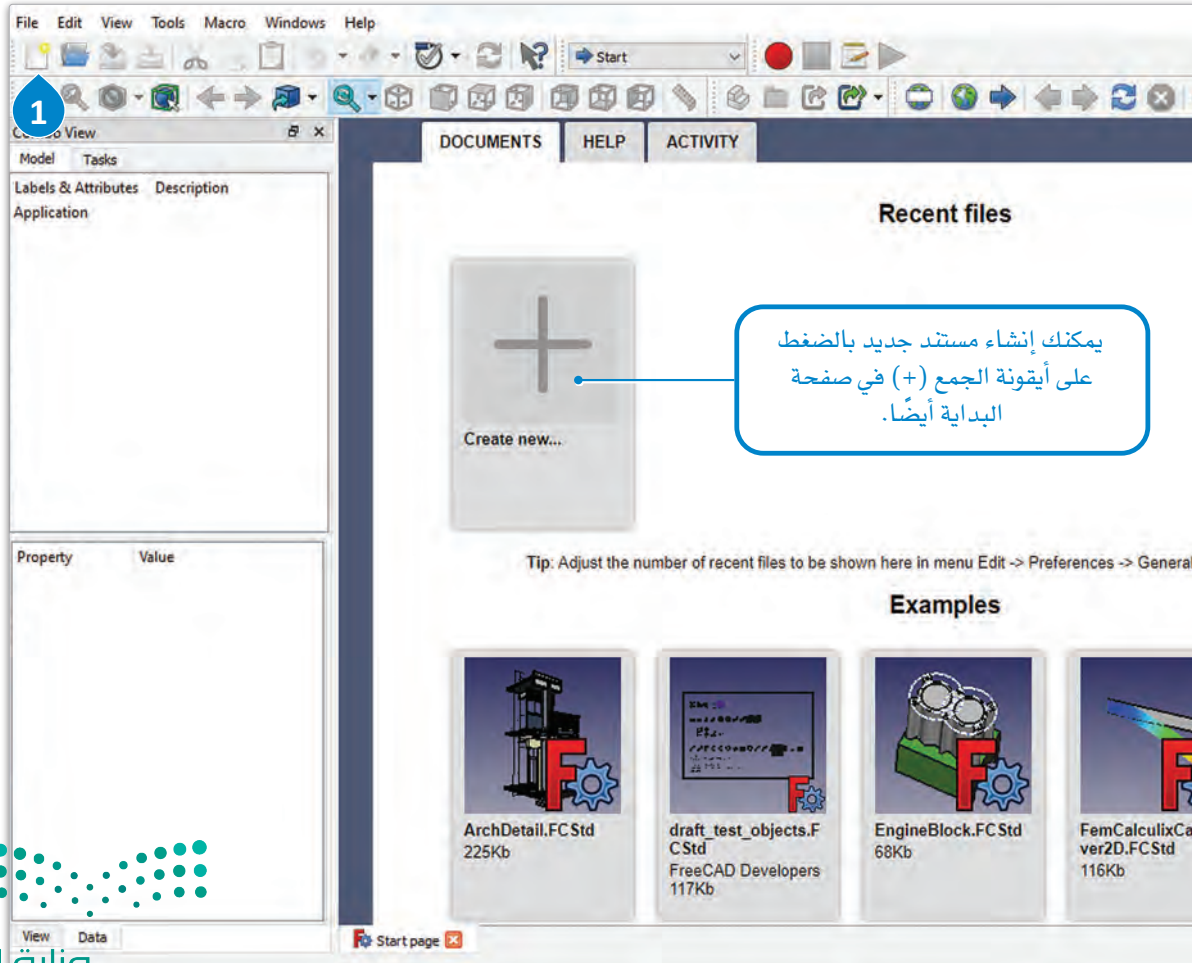 File Edit View Tools Macro Windows Help
Start
1
View
Model Tasks
Labels & Attributes Description
Application
DOCUMENTS HELP ACTIVITY
Recent files
يمكنك إنشاء مستند جديد بالضغط
على أيقونة الجمع (+) في صفحة
البداية أيضًا.
Create new...
Tip: Adjust the number of recent files to be shown here in menu Edit -> Preferences -> General
Property Value
Examples
ArchDetail.FCStd
225Kb
draft_test_objects.F
CStd
FreeCAD Developers
117Kb
EngineBlock.FCStd
68Kb
FemCalculixCa
ver2D.FCStd
116Kb
View Data
Start page